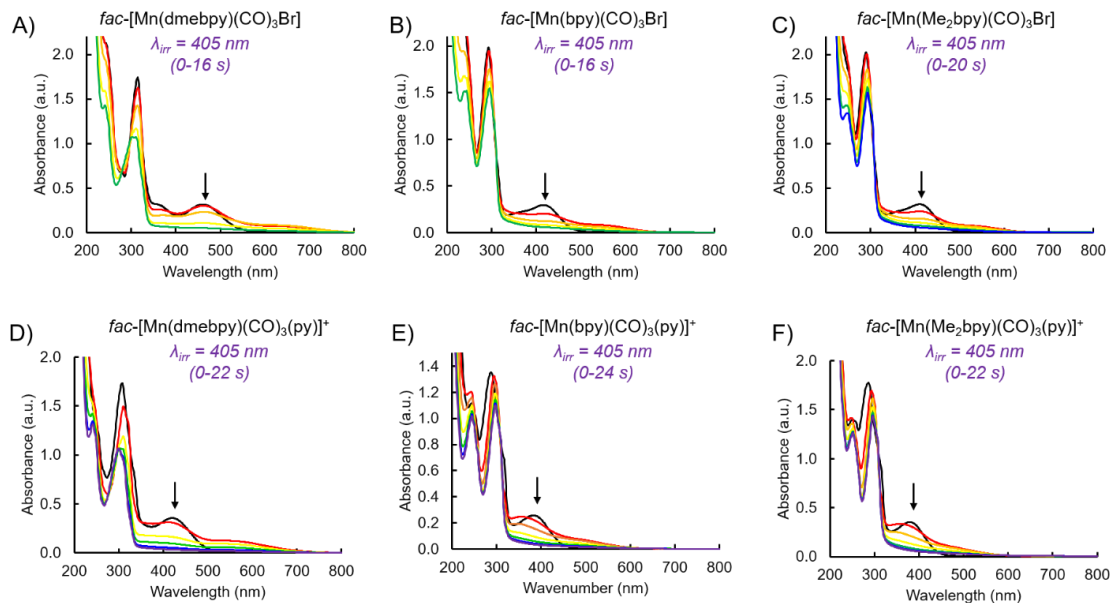 A)
fac-[Mn(dmebpy)(CO)3Br]
λirr = 405 nm
(0-16 s)
2.0
1.5
1.0
0.5
0.0
Absorbance (a.u.)
200 300 400 500 600 700 800
Wavelength (nm)
B)
fac-[Mn(bpy)(CO)3Br]
λirr = 405 nm
(0-16 s)
2.0
1.5
1.0
0.5
0.0
Absorbance (a.u.)
200 300 400 500 600 700 800
Wavelength (nm)
C)
fac-[Mn(Me2bpy)(CO)3Br]
λirr = 405 nm
(0-20 s)
2.0
1.5
1.0
0.5
0.0
Absorbance (a.u.)
200 300 400 500 600 700 800
Wavelength (nm)
D)
fac-[Mn(dmebpy)(CO)3(py)]+
λirr = 405 nm
(0-22 s)
2.0
1.5
1.0
0.5
0.0
Absorbance (a.u.)
200 300 400 500 600 700 800
Wavelength (nm)
E)
fac-[Mn(bpy)(CO)3(py)]+
λirr = 405 nm
(0-24 s)
1.4
1.2
1.0
0.8
0.6
0.4
0.2
0.0
Absorbance (a.u.)
200 300 400 500 600 700 800
Wavenumber (nm)
F)
fac-[Mn(Me2bpy)(CO)3(py)]+
λirr = 405 nm
(0-22 s)
2.0
1.5
1.0
0.5
0.0
Absorbance (a.u.)
200 300 400 500 600 700 800
Wavelength (nm)